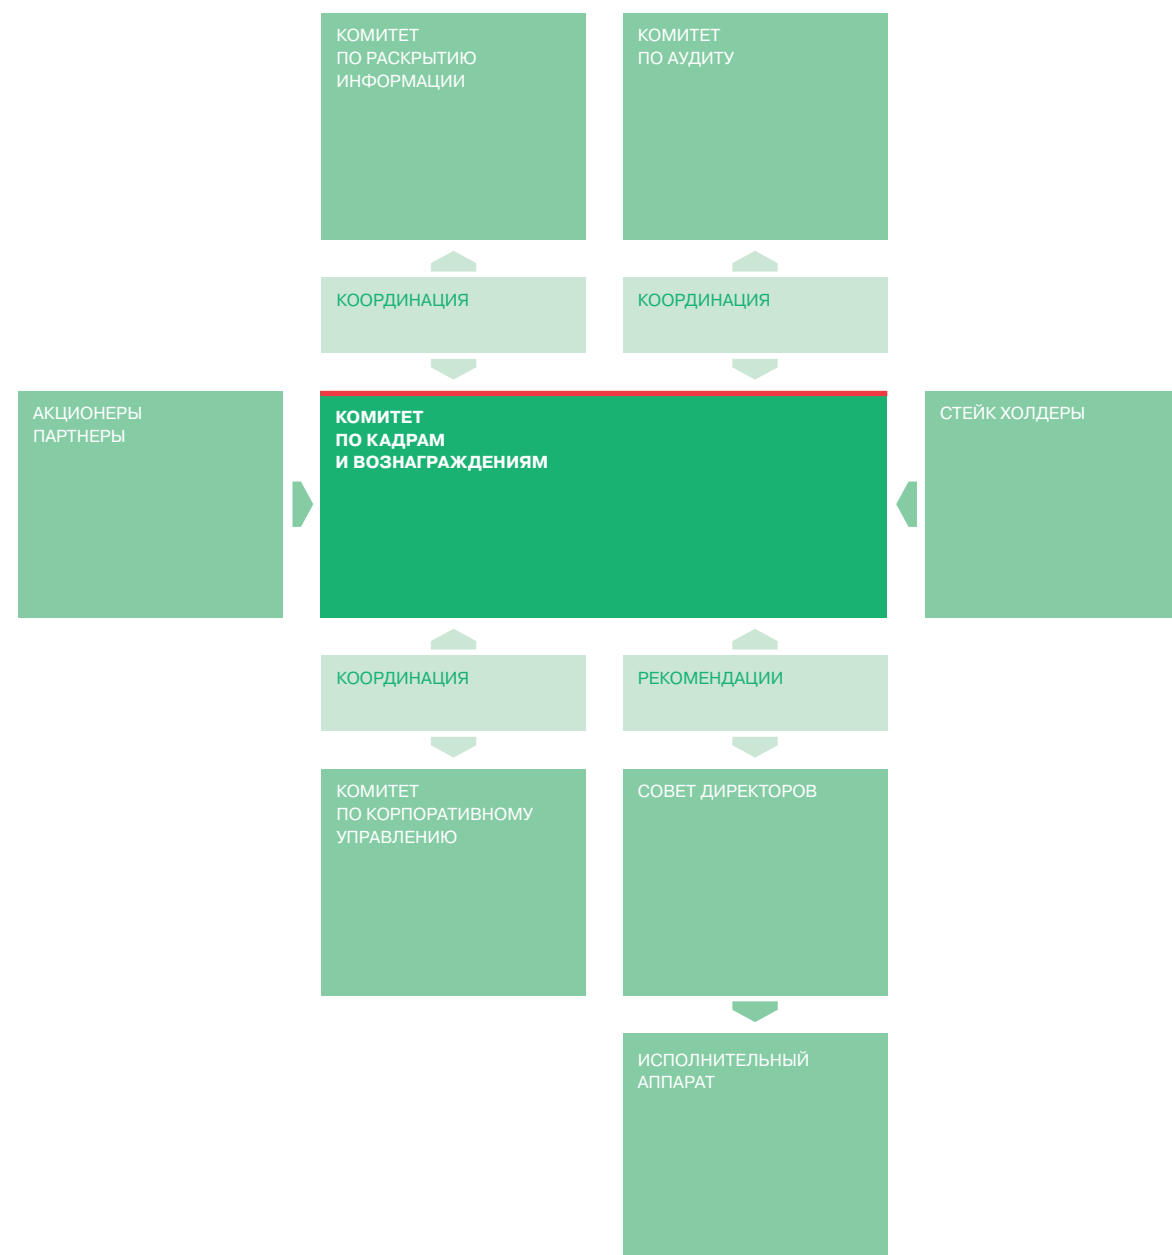 КОМИТЕТ
ПО РАСКРЫТИЮ
ИНФОРМАЦИИ
КОМИТЕТ
ПО АУДИТУ
КООРДИНАЦИЯ
КООРДИНАЦИЯ
АКЦИОНЕРЫ
ПАРТНЕРЫ
КОМИТЕТ
ПО КАДРАМ
И ВОЗНАГРАЖДЕНИЯМ
СТЕЙК ХОЛДЕРЫ
КООРДИНАЦИЯ
РЕКОМЕНДАЦИИ
КОМИТЕТ
ПО КОРПОРАТИВНОМУ
УПРАВЛЕНИЮ
СОВЕТ ДИРЕКТОРОВ
ИСПОЛНИТЕЛЬНЫЙ
АППАРАТ